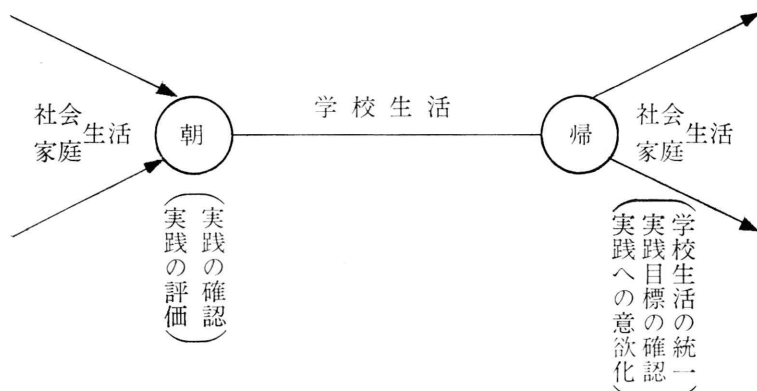 学校生活
社会
家庭
生活
朝
帰
社会
家庭
生活
(実践の確認
実践の評価)
(学校生活の統一
実践目標の確認
実践への意欲化)